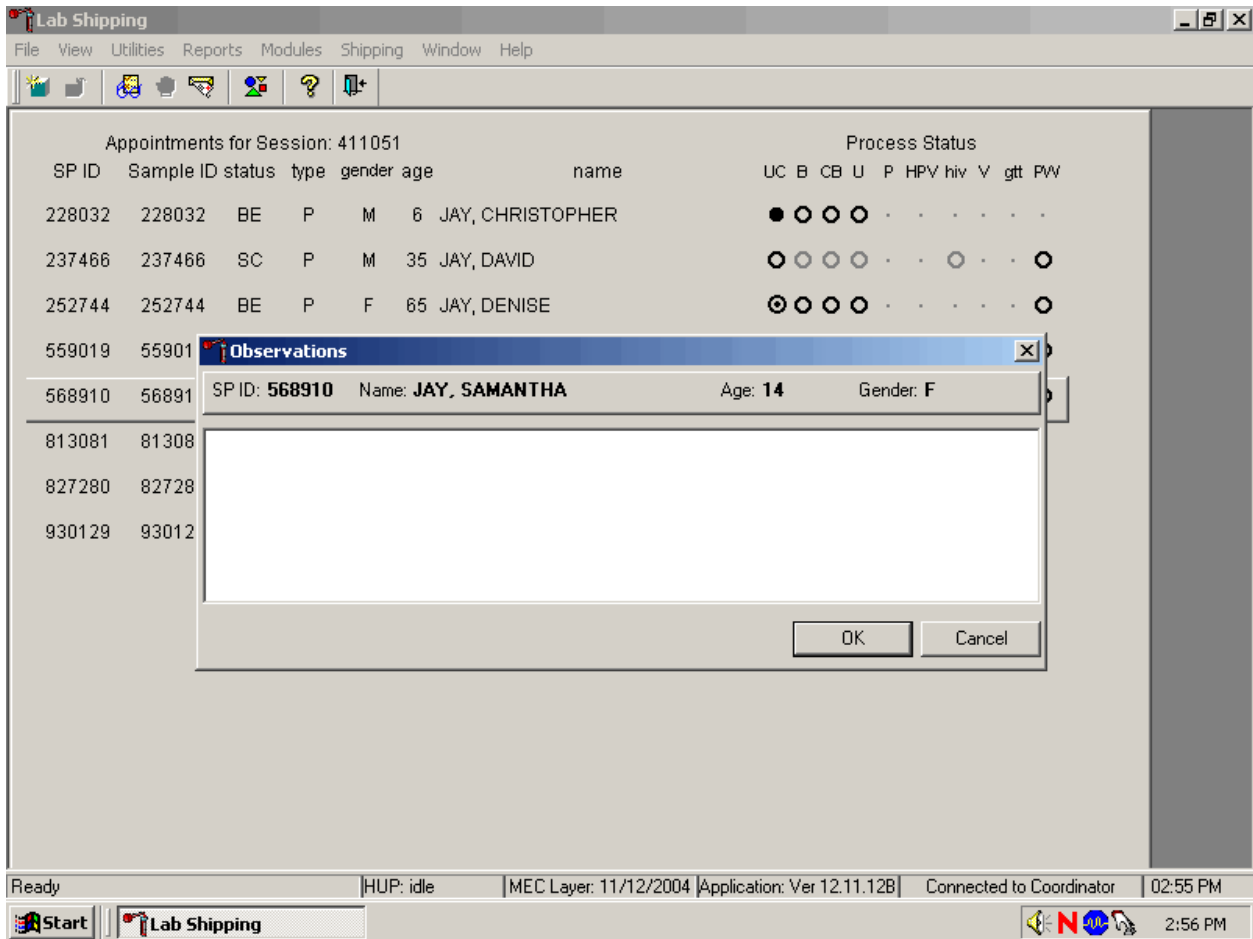 Lab Shipping
File View Utilities Reports Modules Shipping Window Help
Appointments for Session: 411051 Process Status
SP ID Sample ID status type gender age name UC B CB U P HPV hiv V gtt PW
228032 228032 BE P M 6 JAY, CHRISTOPHER
237466 237466 SC P M 35 JAY, DAVID
252744 252744 BE P F 65 JAY, DENISE
559019 55901
Observations
SP ID: 568910 Name: JAY, SAMANTHA Age: 14 Gender: F
568910 56891
813081 81308
827280 82728
930129 93012
OK Cancel
Ready HUP: idle MEC Layer: 11/12/2004 Application: Ver 12.11.12B Connected to Coordinator 02:55 PM
Start Lab Shipping N 2:56 PM